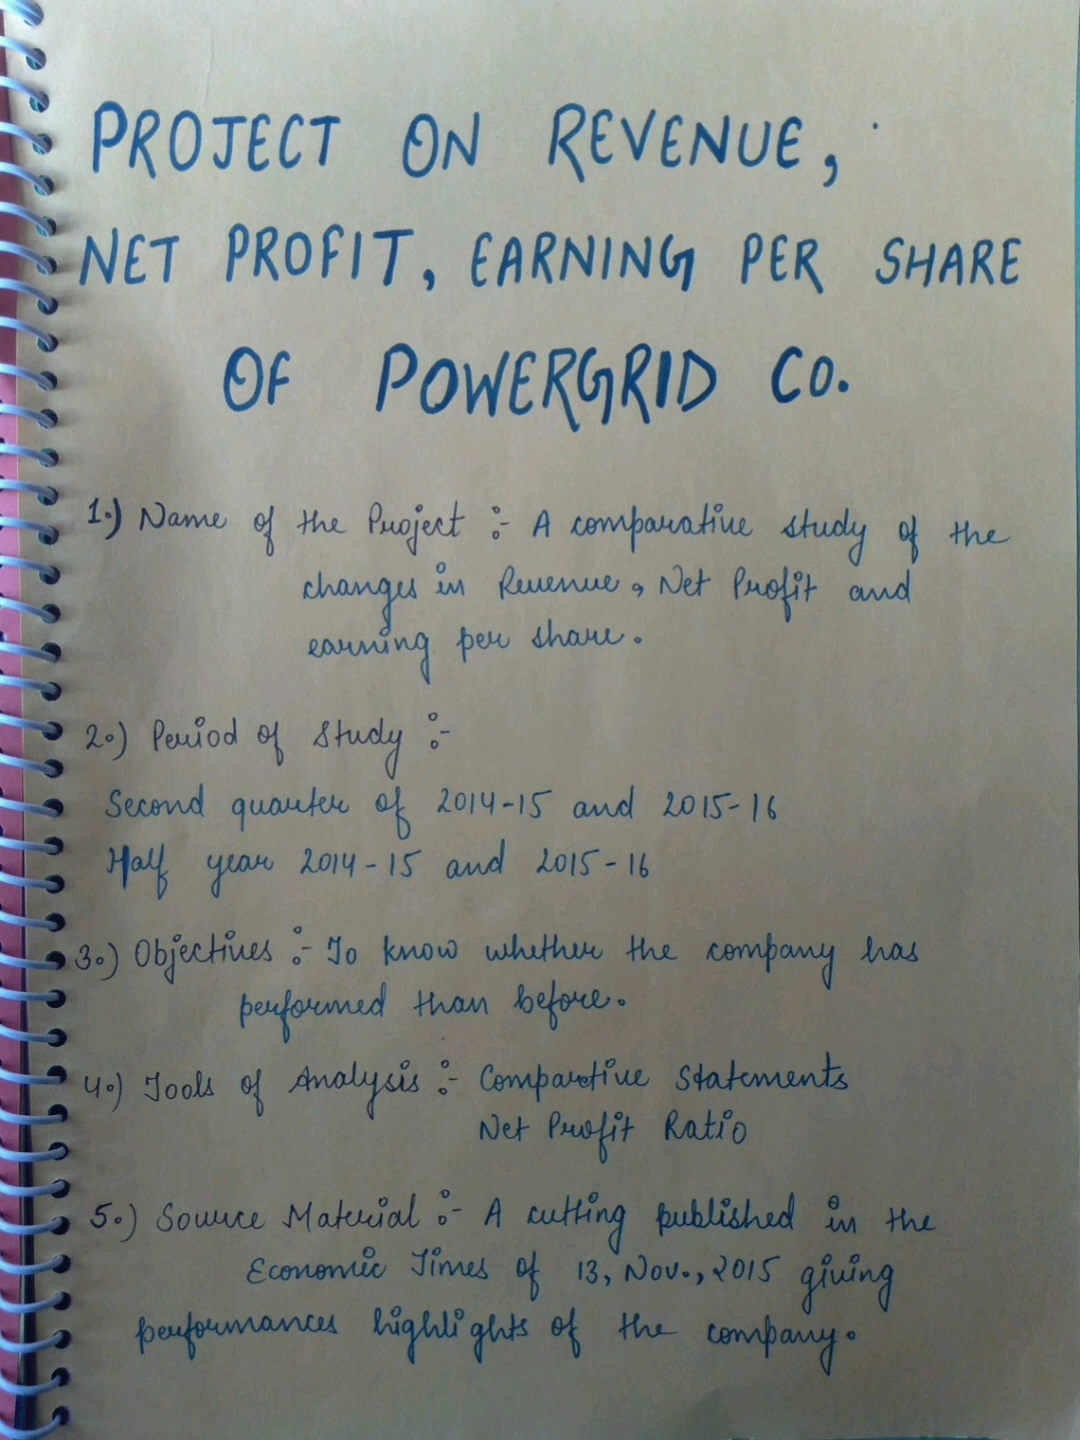 PROJECT ON REVENUE,
NET PROFIT, EARNING PER SHARE
OF POWERGRID CO.
1.) Name of the Project :- A comparative study of the
changes in Revenue, Net Profit and
earning per share.
2.) Period of Study :-
Second quarter of 2014-15 and 2015-16
Half year 2014-15 and 2015-16
3.) Objectives :- To know whether the company has
performed than before.
4.) Tools of Analysis :- Comparctive Statements
Net Profit Ratio
5.) Source Material :- A cutting published in the
Economic Times of 13, Nov., 2015 giving
performances highlights of the company.